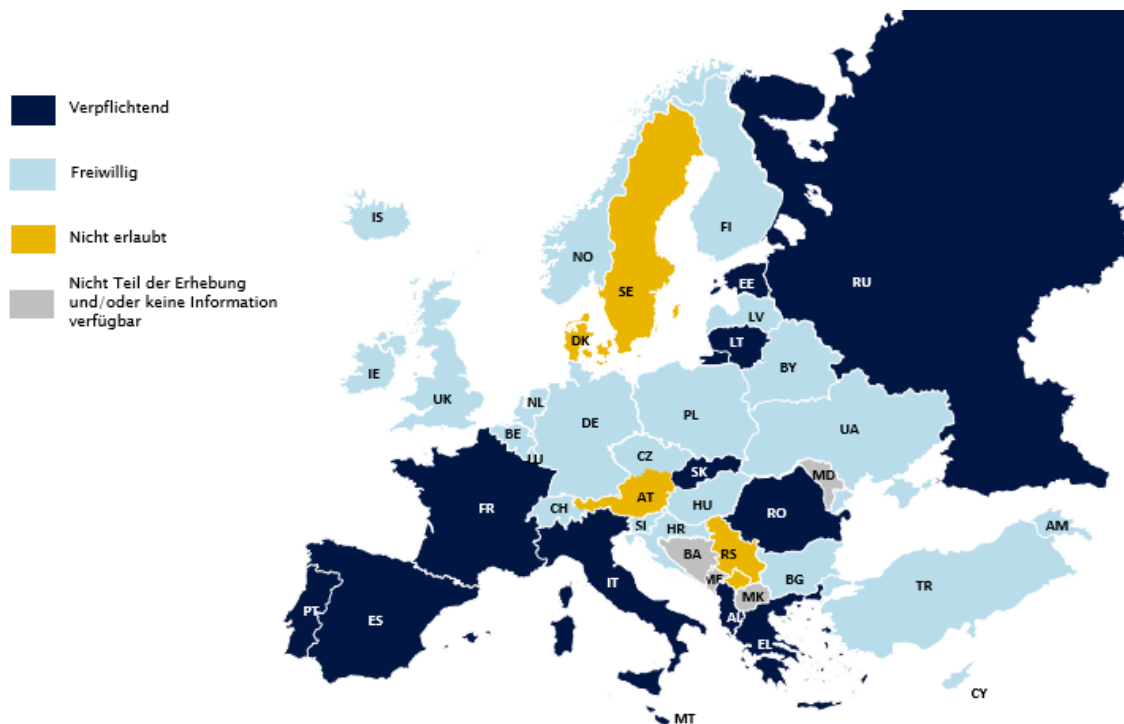 Verpflichtend
Freiwillig
Nicht erlaubt
Nicht Teil der Erhebung
und/oder keine Information
verfügbar
IS
NO
FI
SE
EE
RU
LV
DK
LT
IE
BY
UK
NL
DE
PL
BE
UA
LU
CZ
SK
MD
FR
AT
CH
HU
RO
SI
HR
AM
BA
RS
IT
ME
BG
TR
MK
PT
ES
AL
EL
CY
MT